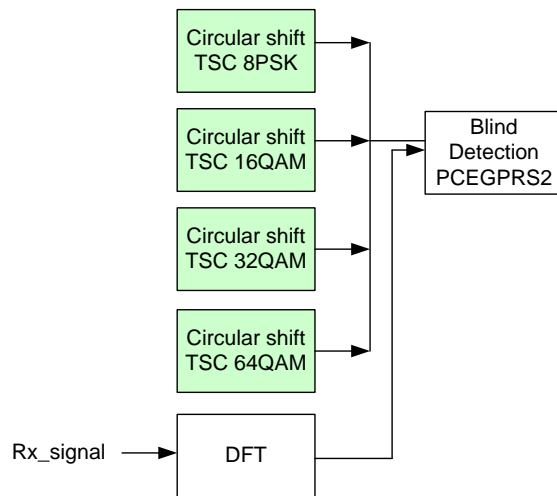 Circular shift
TSC 8PSK
Circular shift
TSC 16QAM
Blind
Detection
PCEGPRS2
Circular shift
TSC 32QAM
Circular shift
TSC 64QAM
Rx_signal
DFT